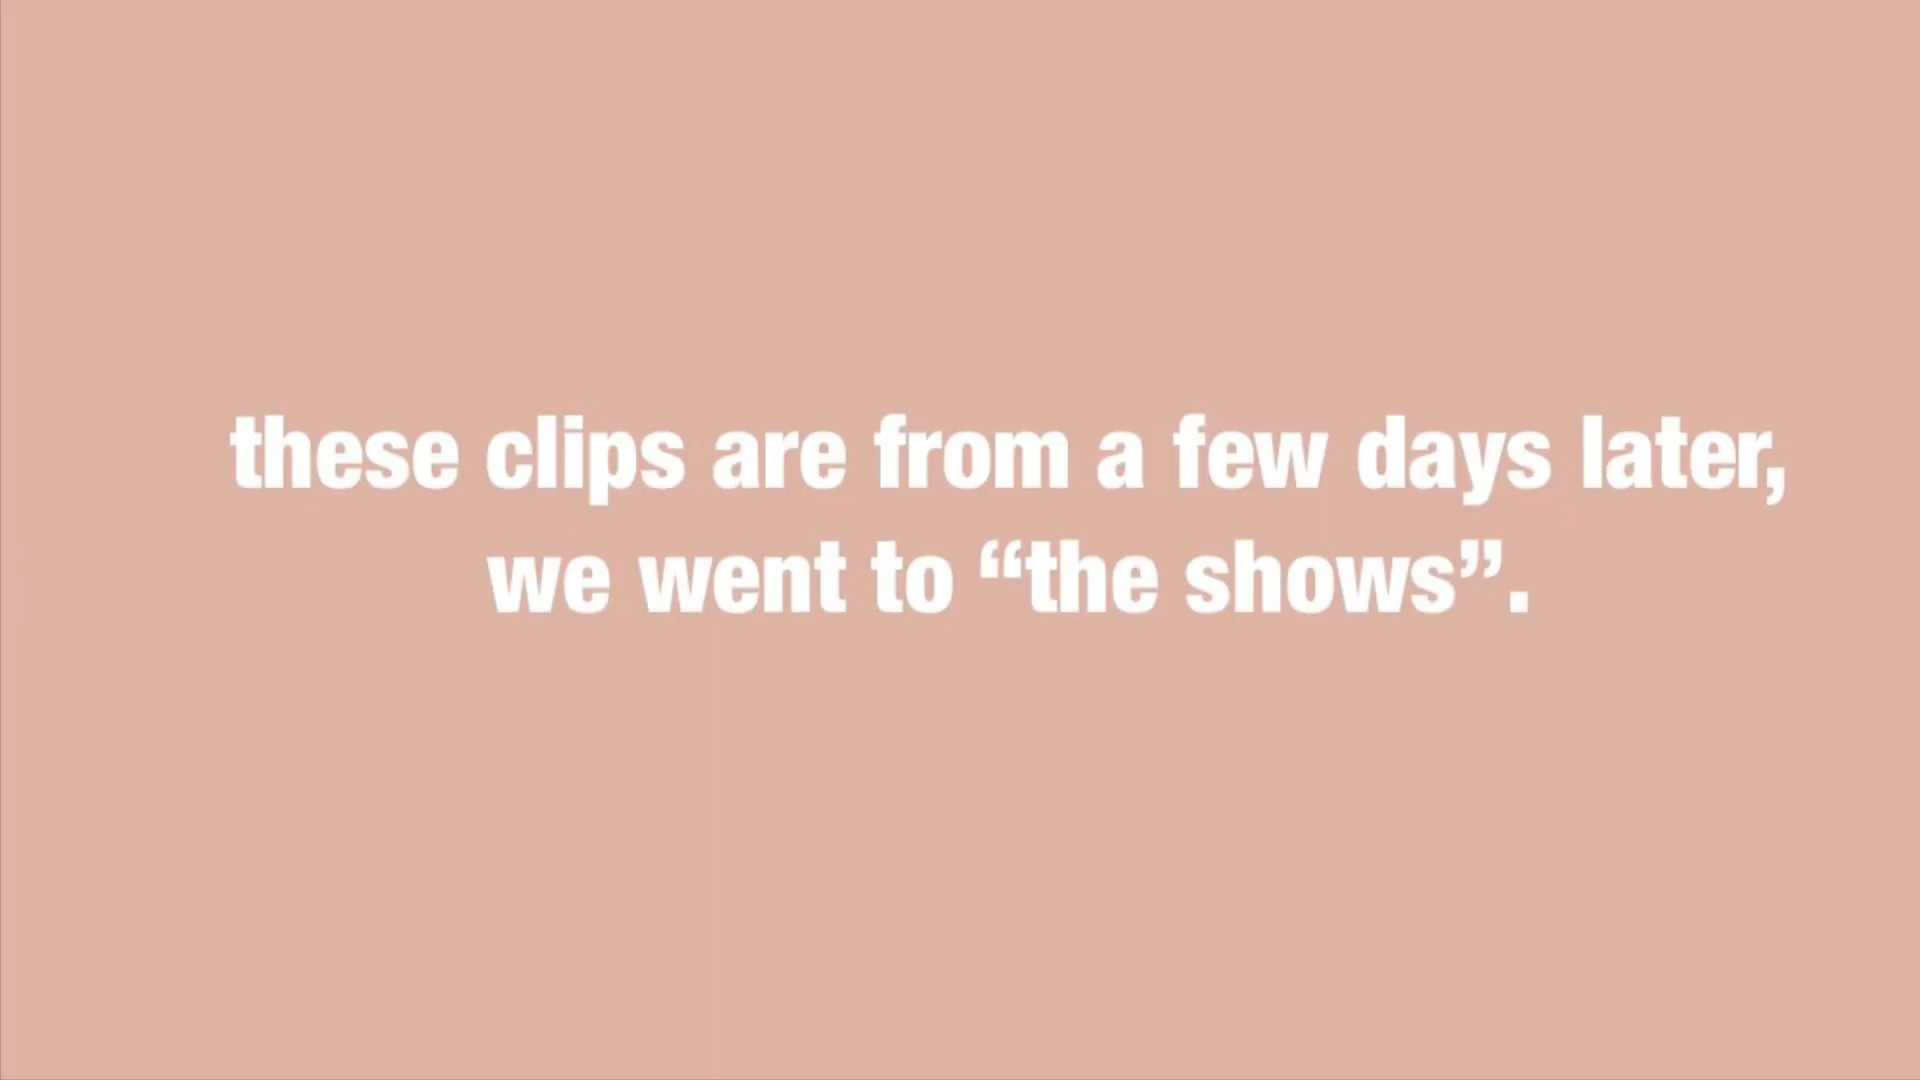 these clips are from a few days later,
we went to “the shows”.